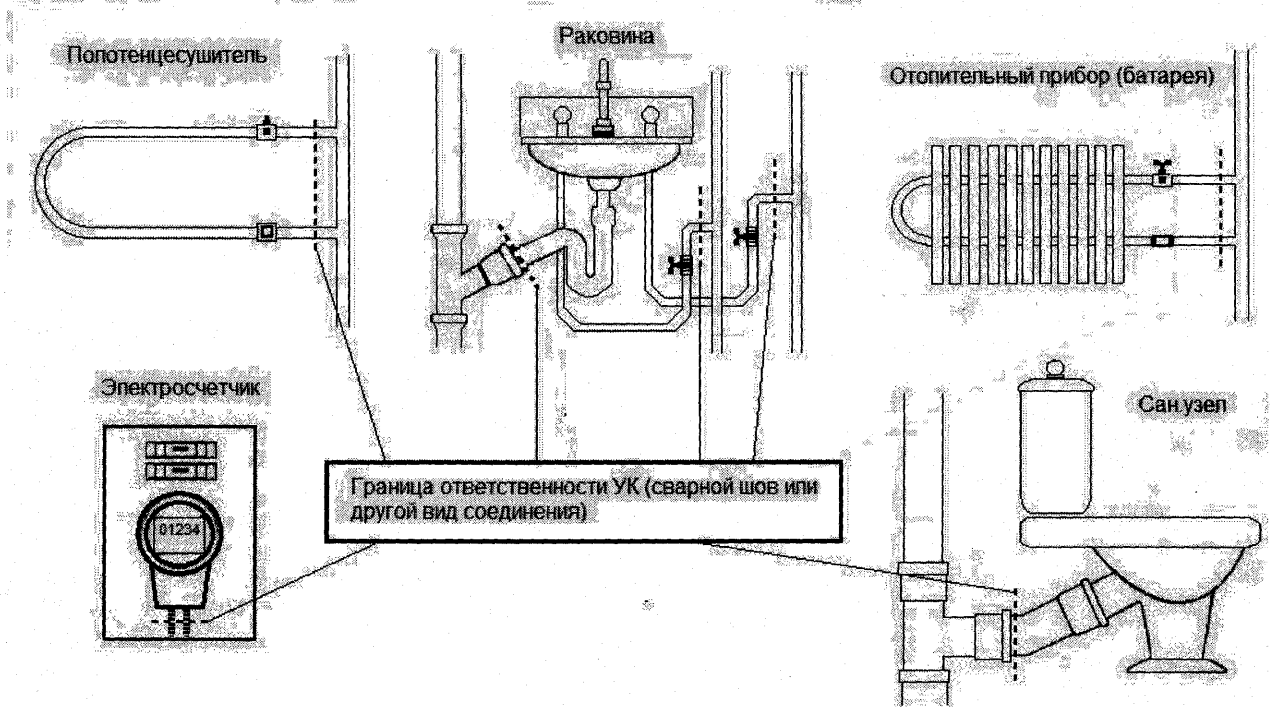 Полотенцесушитель
Раковина
Отопительный прибор (батарея)
Электросчетчик
01234
Сан.узел
Граница ответственности УК (сварной шов или
другой вид соединения)